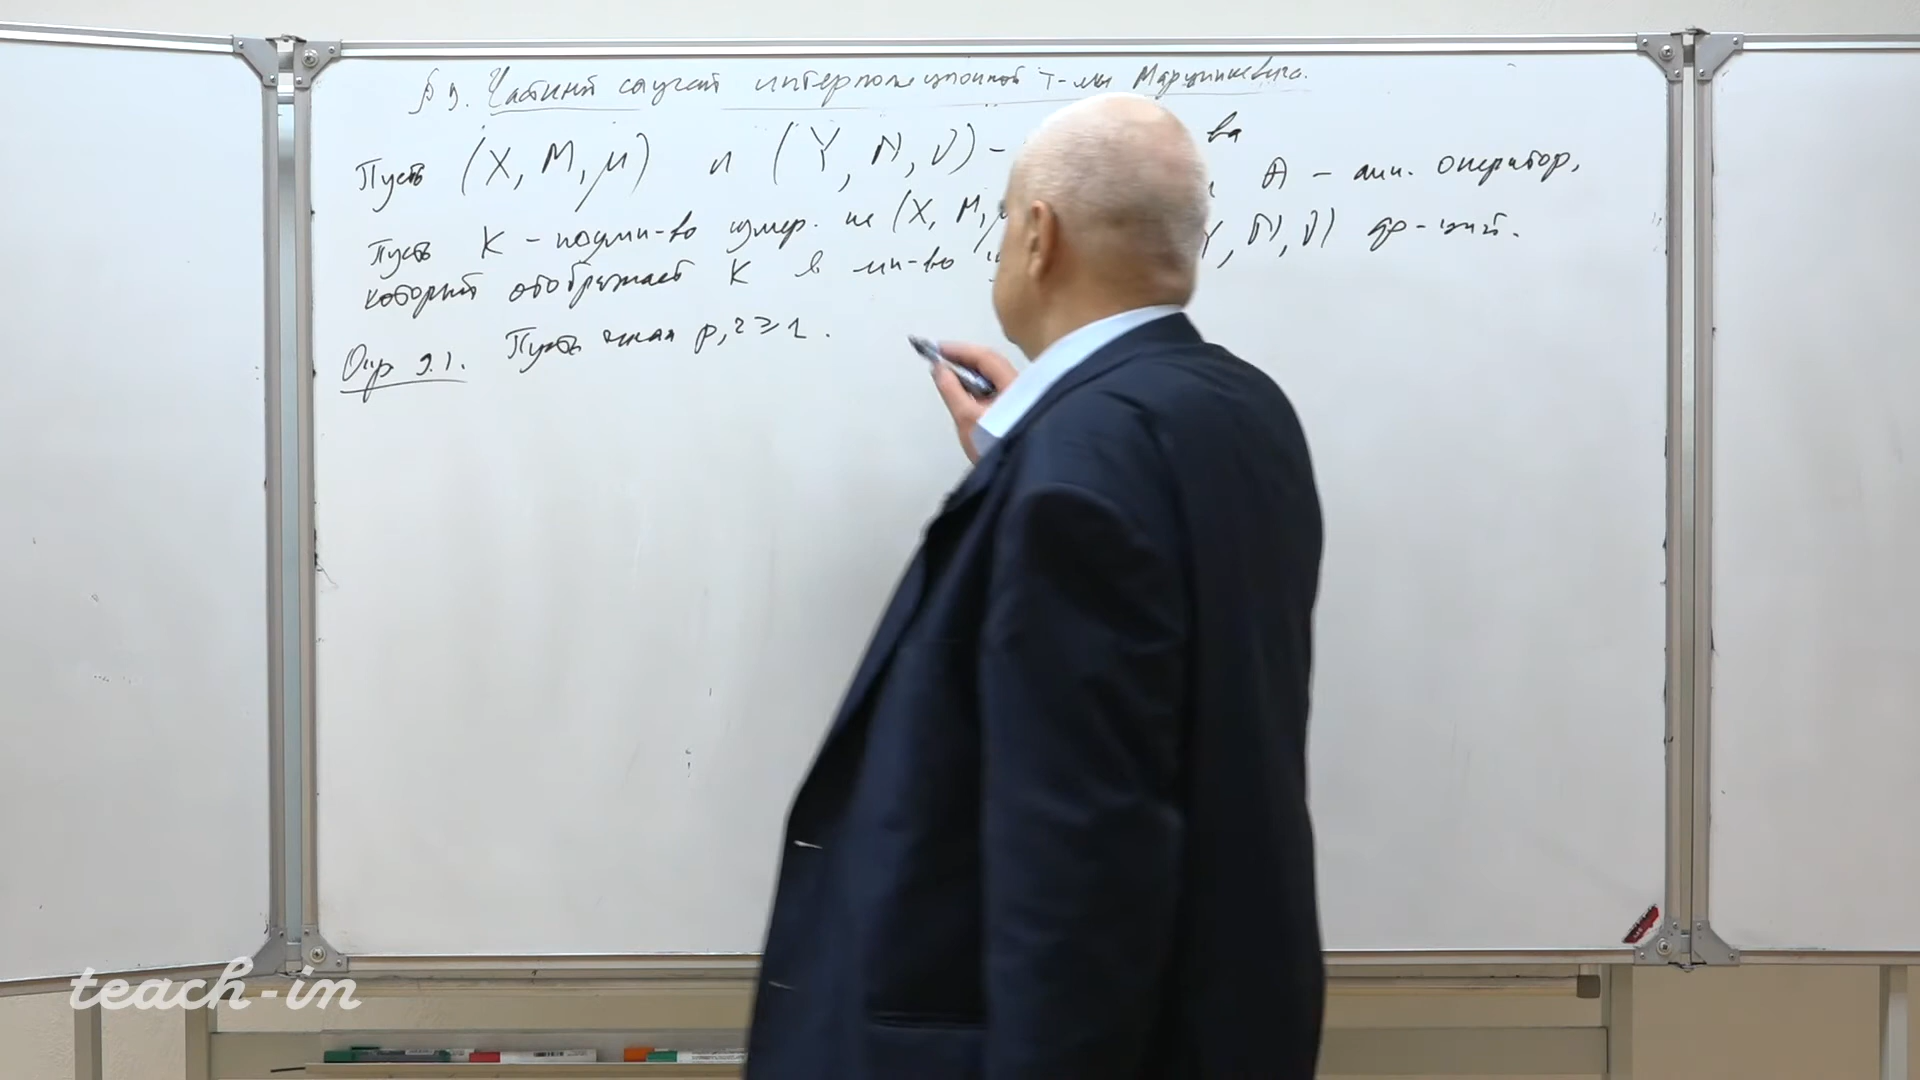 § 9. Частный случай интерполяционной т-мы Марцинкевича.
Пусть (X, M, μ) и (Y, N, ν) – ва
Пусть K – подмн-во измер. на (X, M, A – лин. оператор,
который отображает K в мн-во Y, N, ν) ф-ций.
Опр 9.1. Пусть числа p, r ≥ 1.
teach-in